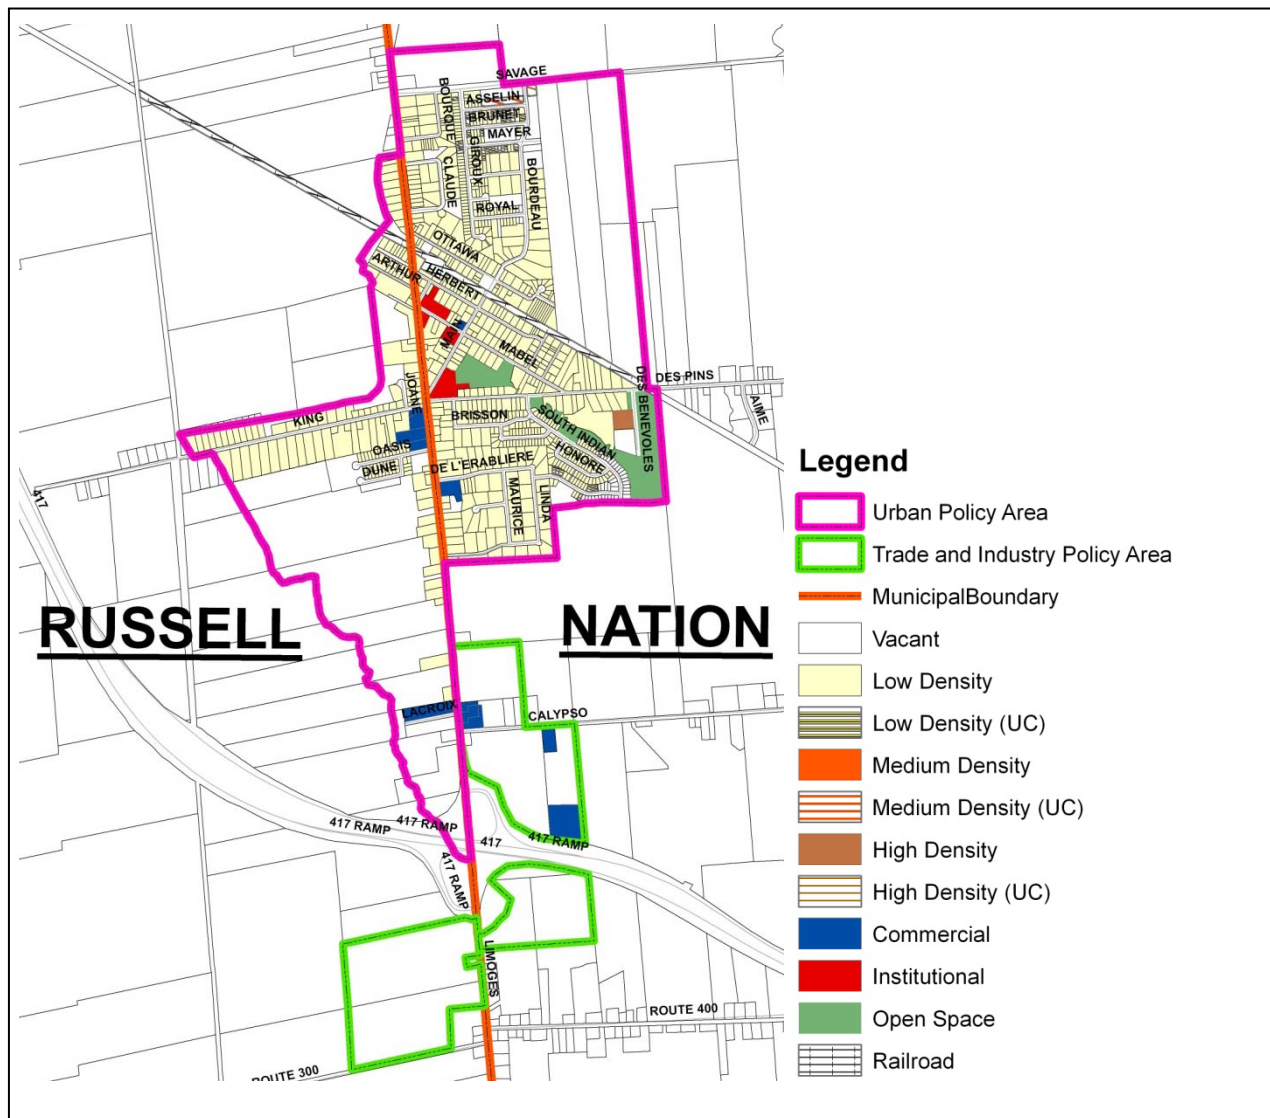 SAVAGE
BOURQUE
ASSELIN
BRUNET
MAYER
GIROUX
CLAUDE
BOURDEAU
ROYAL
OTTAWA
ARTHUR
HERBERT
MAIN
MABEL
DES PINS
DES BENEVOLES
AIME
JOANE
KING
BRISSON
SOUTH INDIAN
OASIS
HONORE
DUNE
DE L'ERABLIERE
MAURICE
LINDA
417
RUSSELL
NATION
LACROIX
CALYPSO
417 RAMP
417 RAMP
417
417 RAMP
417 RAMP
LIMOGES
ROUTE 400
ROUTE 300
Legend
Urban Policy Area
Trade and Industry Policy Area
MunicipalBoundary
Vacant
Low Density
Low Density (UC)
Medium Density
Medium Density (UC)
High Density
High Density (UC)
Commercial
Institutional
Open Space
Railroad